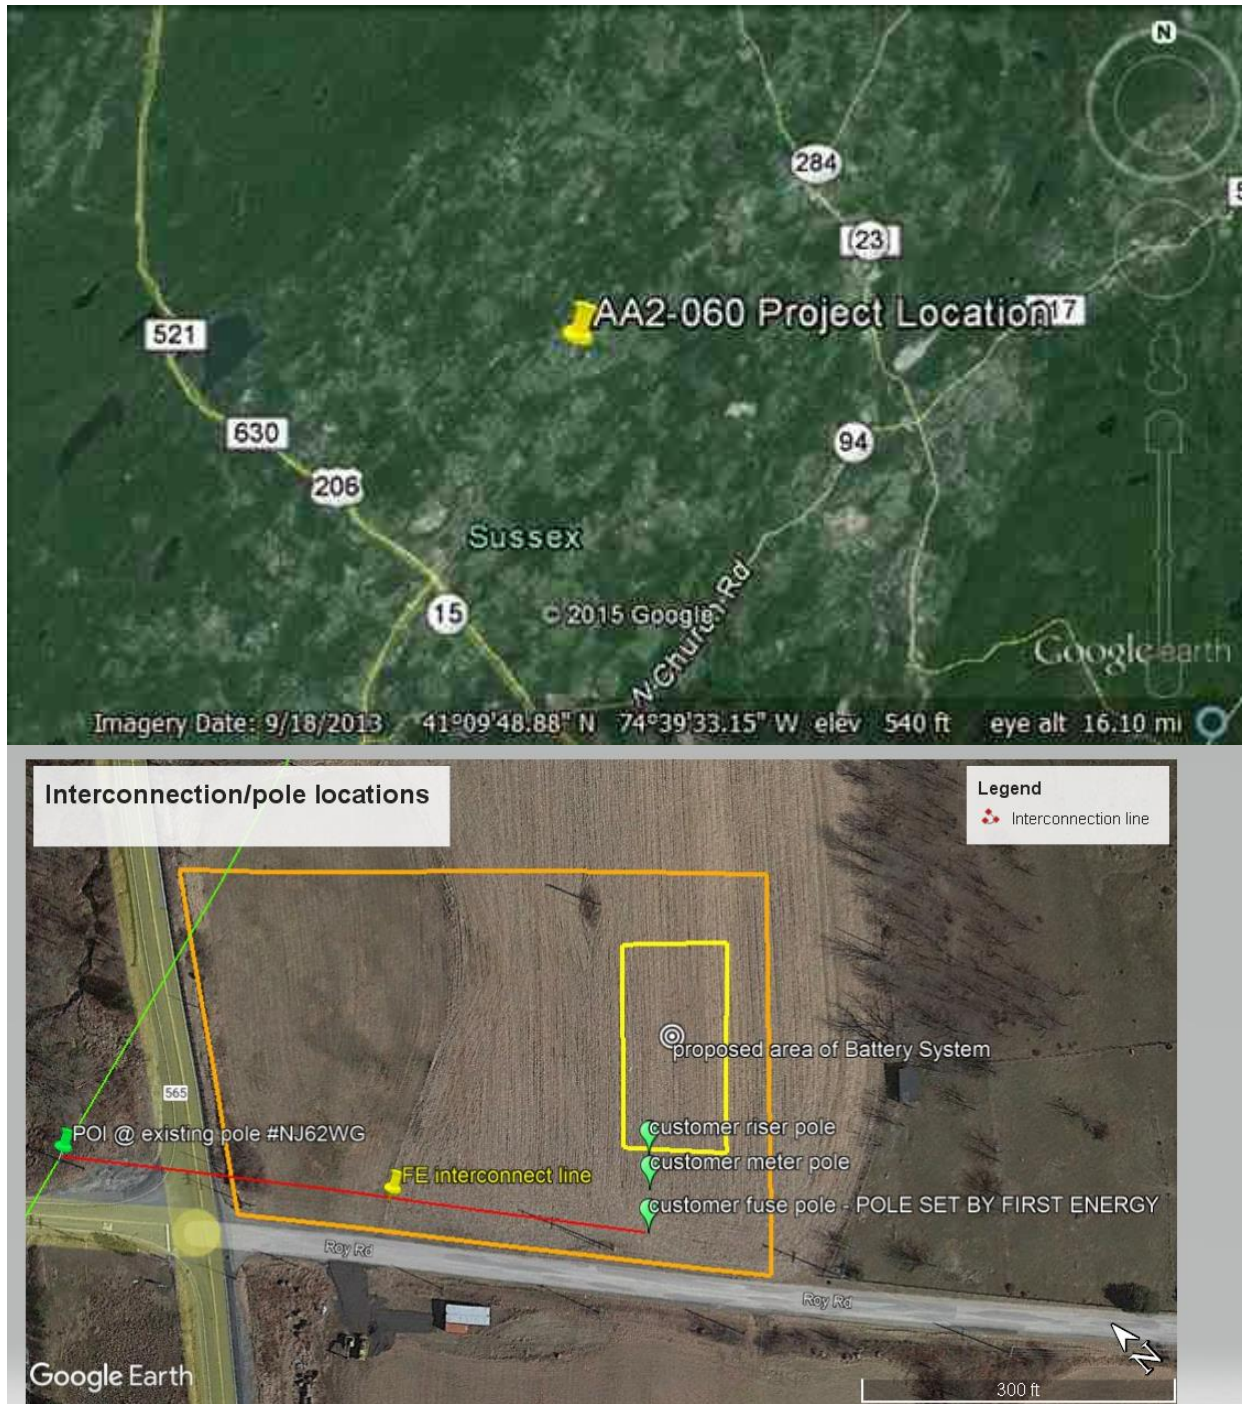 N
284
(23)
521
AA2-060 Project Location
17
630
94
206
Sussex
15
© 2015 Google
N Church Rd
Google earth
Imagery Date: 9/18/2013 41°09'48.88" N 74°39'33.15" W elev 540 ft eye alt 16.10 mi
Interconnection/pole locations
Legend
Interconnection line
proposed area of Battery System
565
POI @ existing pole #NJ62WG
customer riser pole
customer meter pole
FE interconnect line
customer fuse pole - POLE SET BY FIRST ENERGY
Roy Rd
Roy Rd
N
Google Earth
300 ft